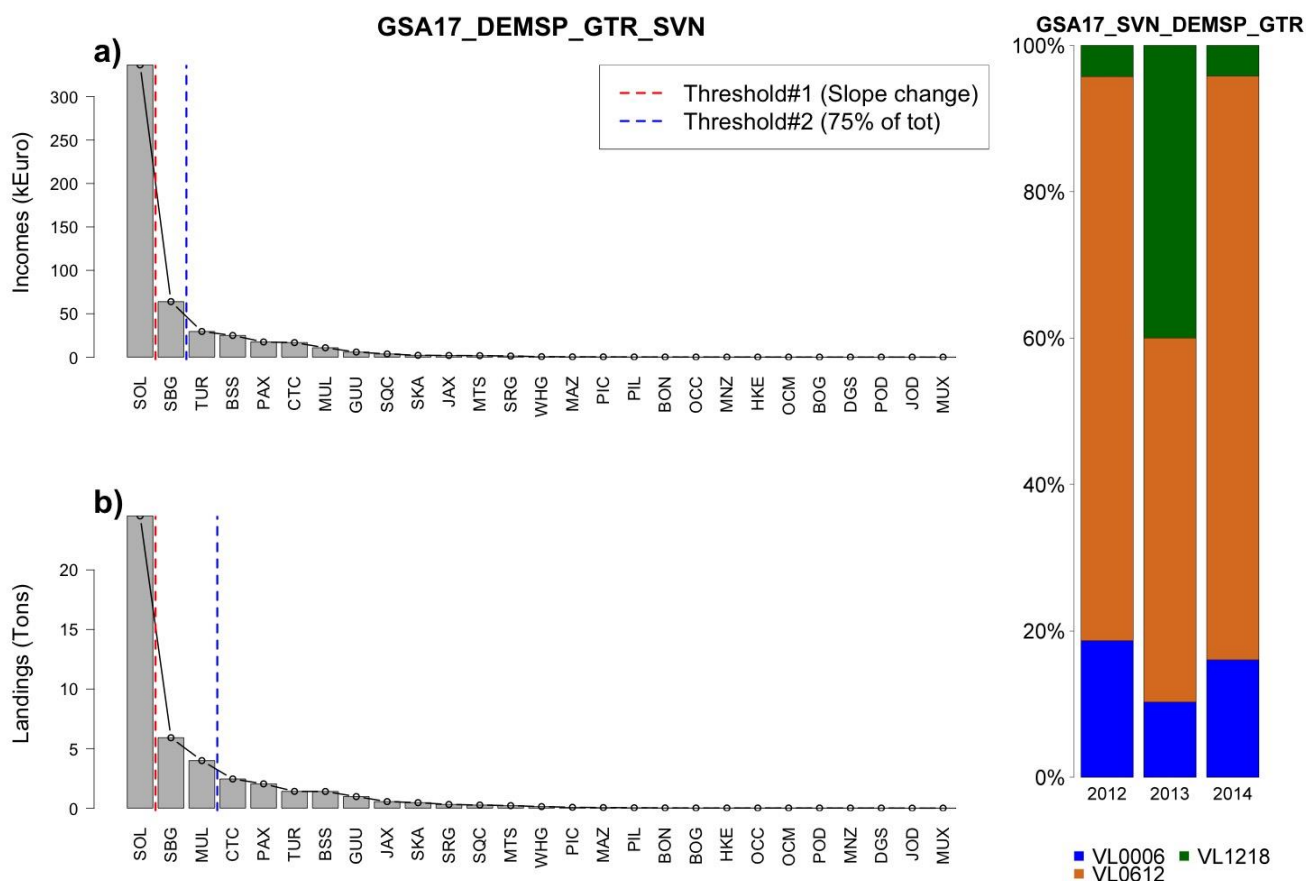 GSA17_DEMSP_GTR_SVN
a)
Incomes (kEuro)
300
250
200
150
100
50
0
Threshold#1 (Slope change)
Threshold#2 (75% of tot)
SOL SBG TUR BSS PAX CTC MUL GUU SQC SKA JAX MTS SRG WHG MAZ PIC PIL BON OCC MNZ HKE OCM BOG DGS POD JOD MUX
b)
Landings (Tons)
20
15
10
5
0
SOL SBG MUL CTC PAX TUR BSS GUU JAX SKA SRG SQC MTS WHG PIC MAZ PIL BON BOG HKE OCC OCM POD MNZ DGS JOD MUX
GSA17_SVN_DEMSP_GTR
100%
80%
60%
40%
20%
0%
2012 2013 2014
VL0006 VL1218
VL0612